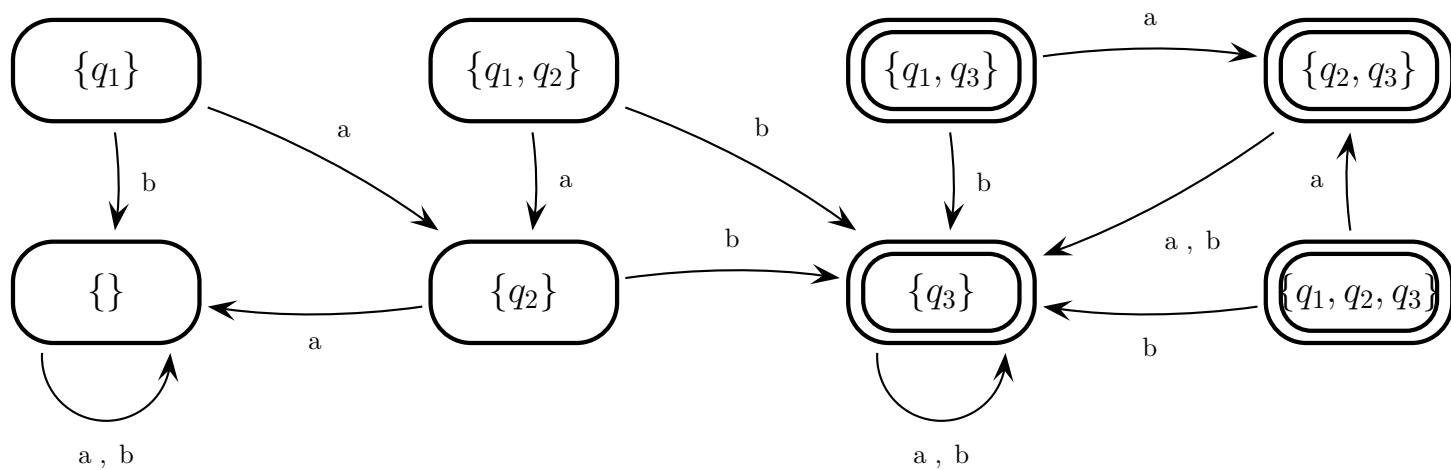 a
{q₁}
{q₁, q₂}
{q₁, q₃}
{q₂, q₃}
a
b
b
a
b
a
b
a , b
{}
{q₂}
{q₃}
{q₁, q₂, q₃}
a
b
a , b
a , b